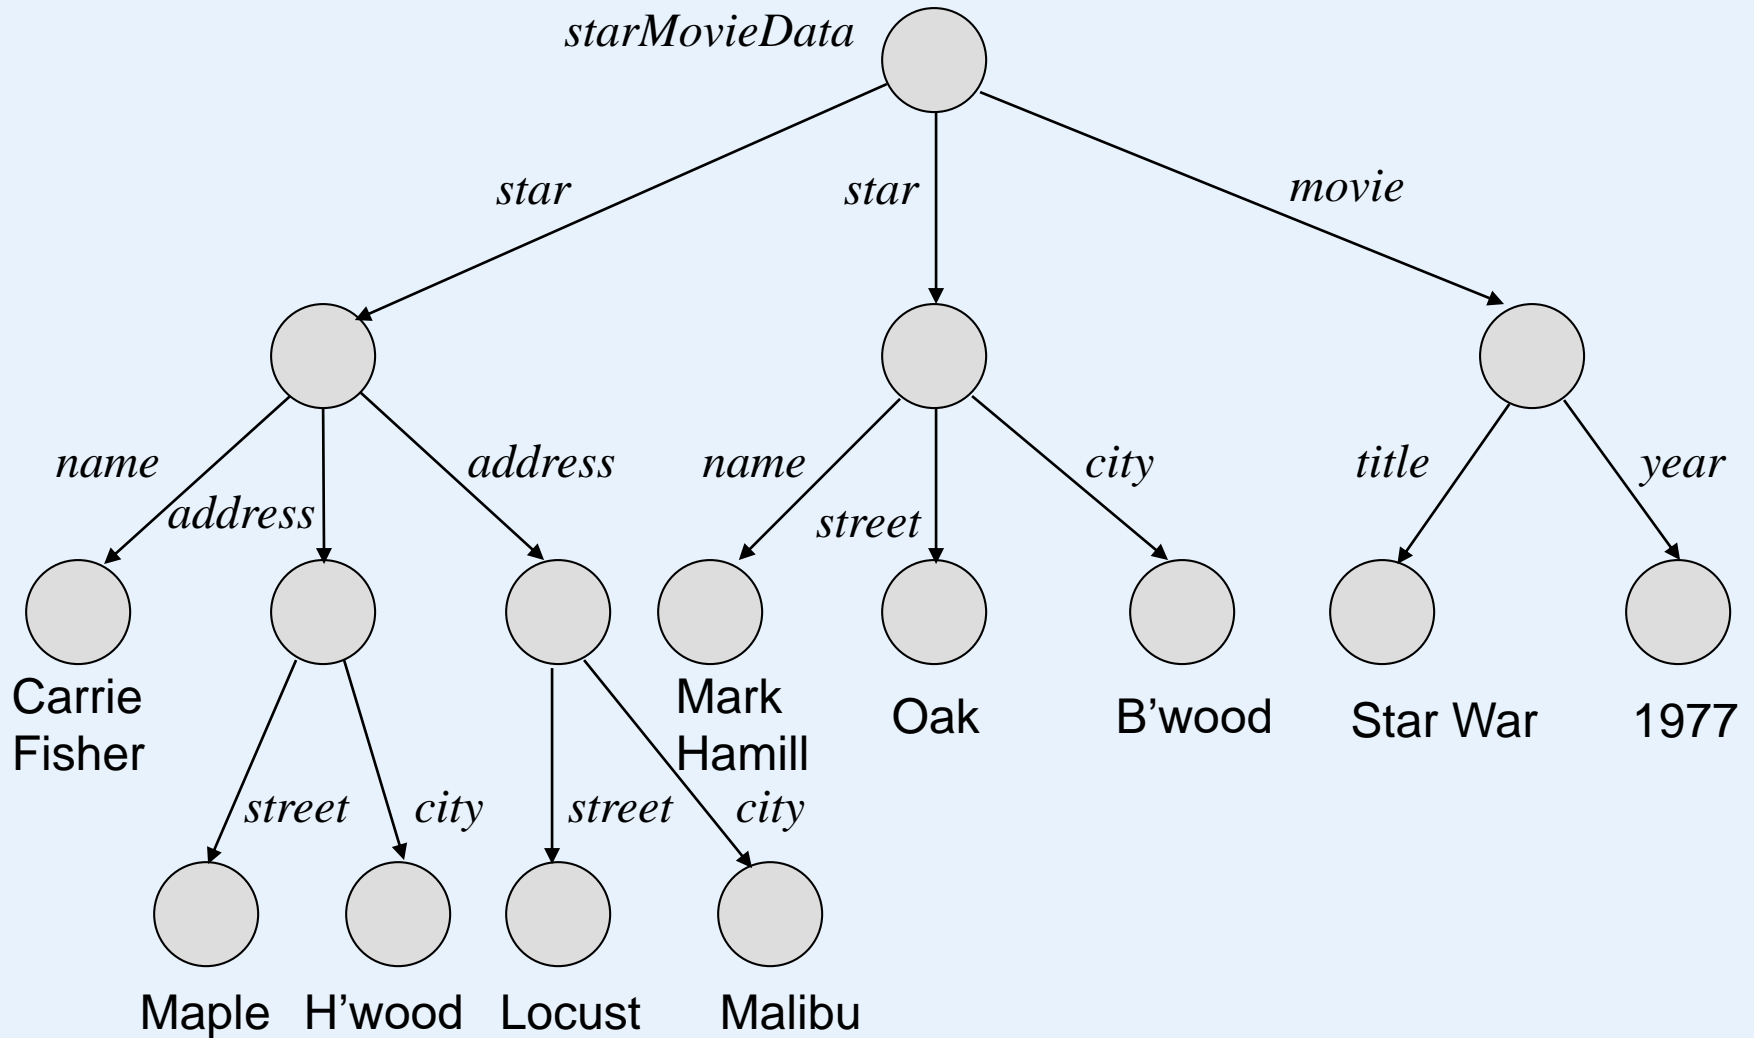 starMovieData
star
star
movie
name
address
name
city
title
year
address
street
Carrie
Fisher
Mark
Hamill
Oak
B’wood
Star War
1977
street
city
street
city
Maple
H’wood
Locust
Malibu